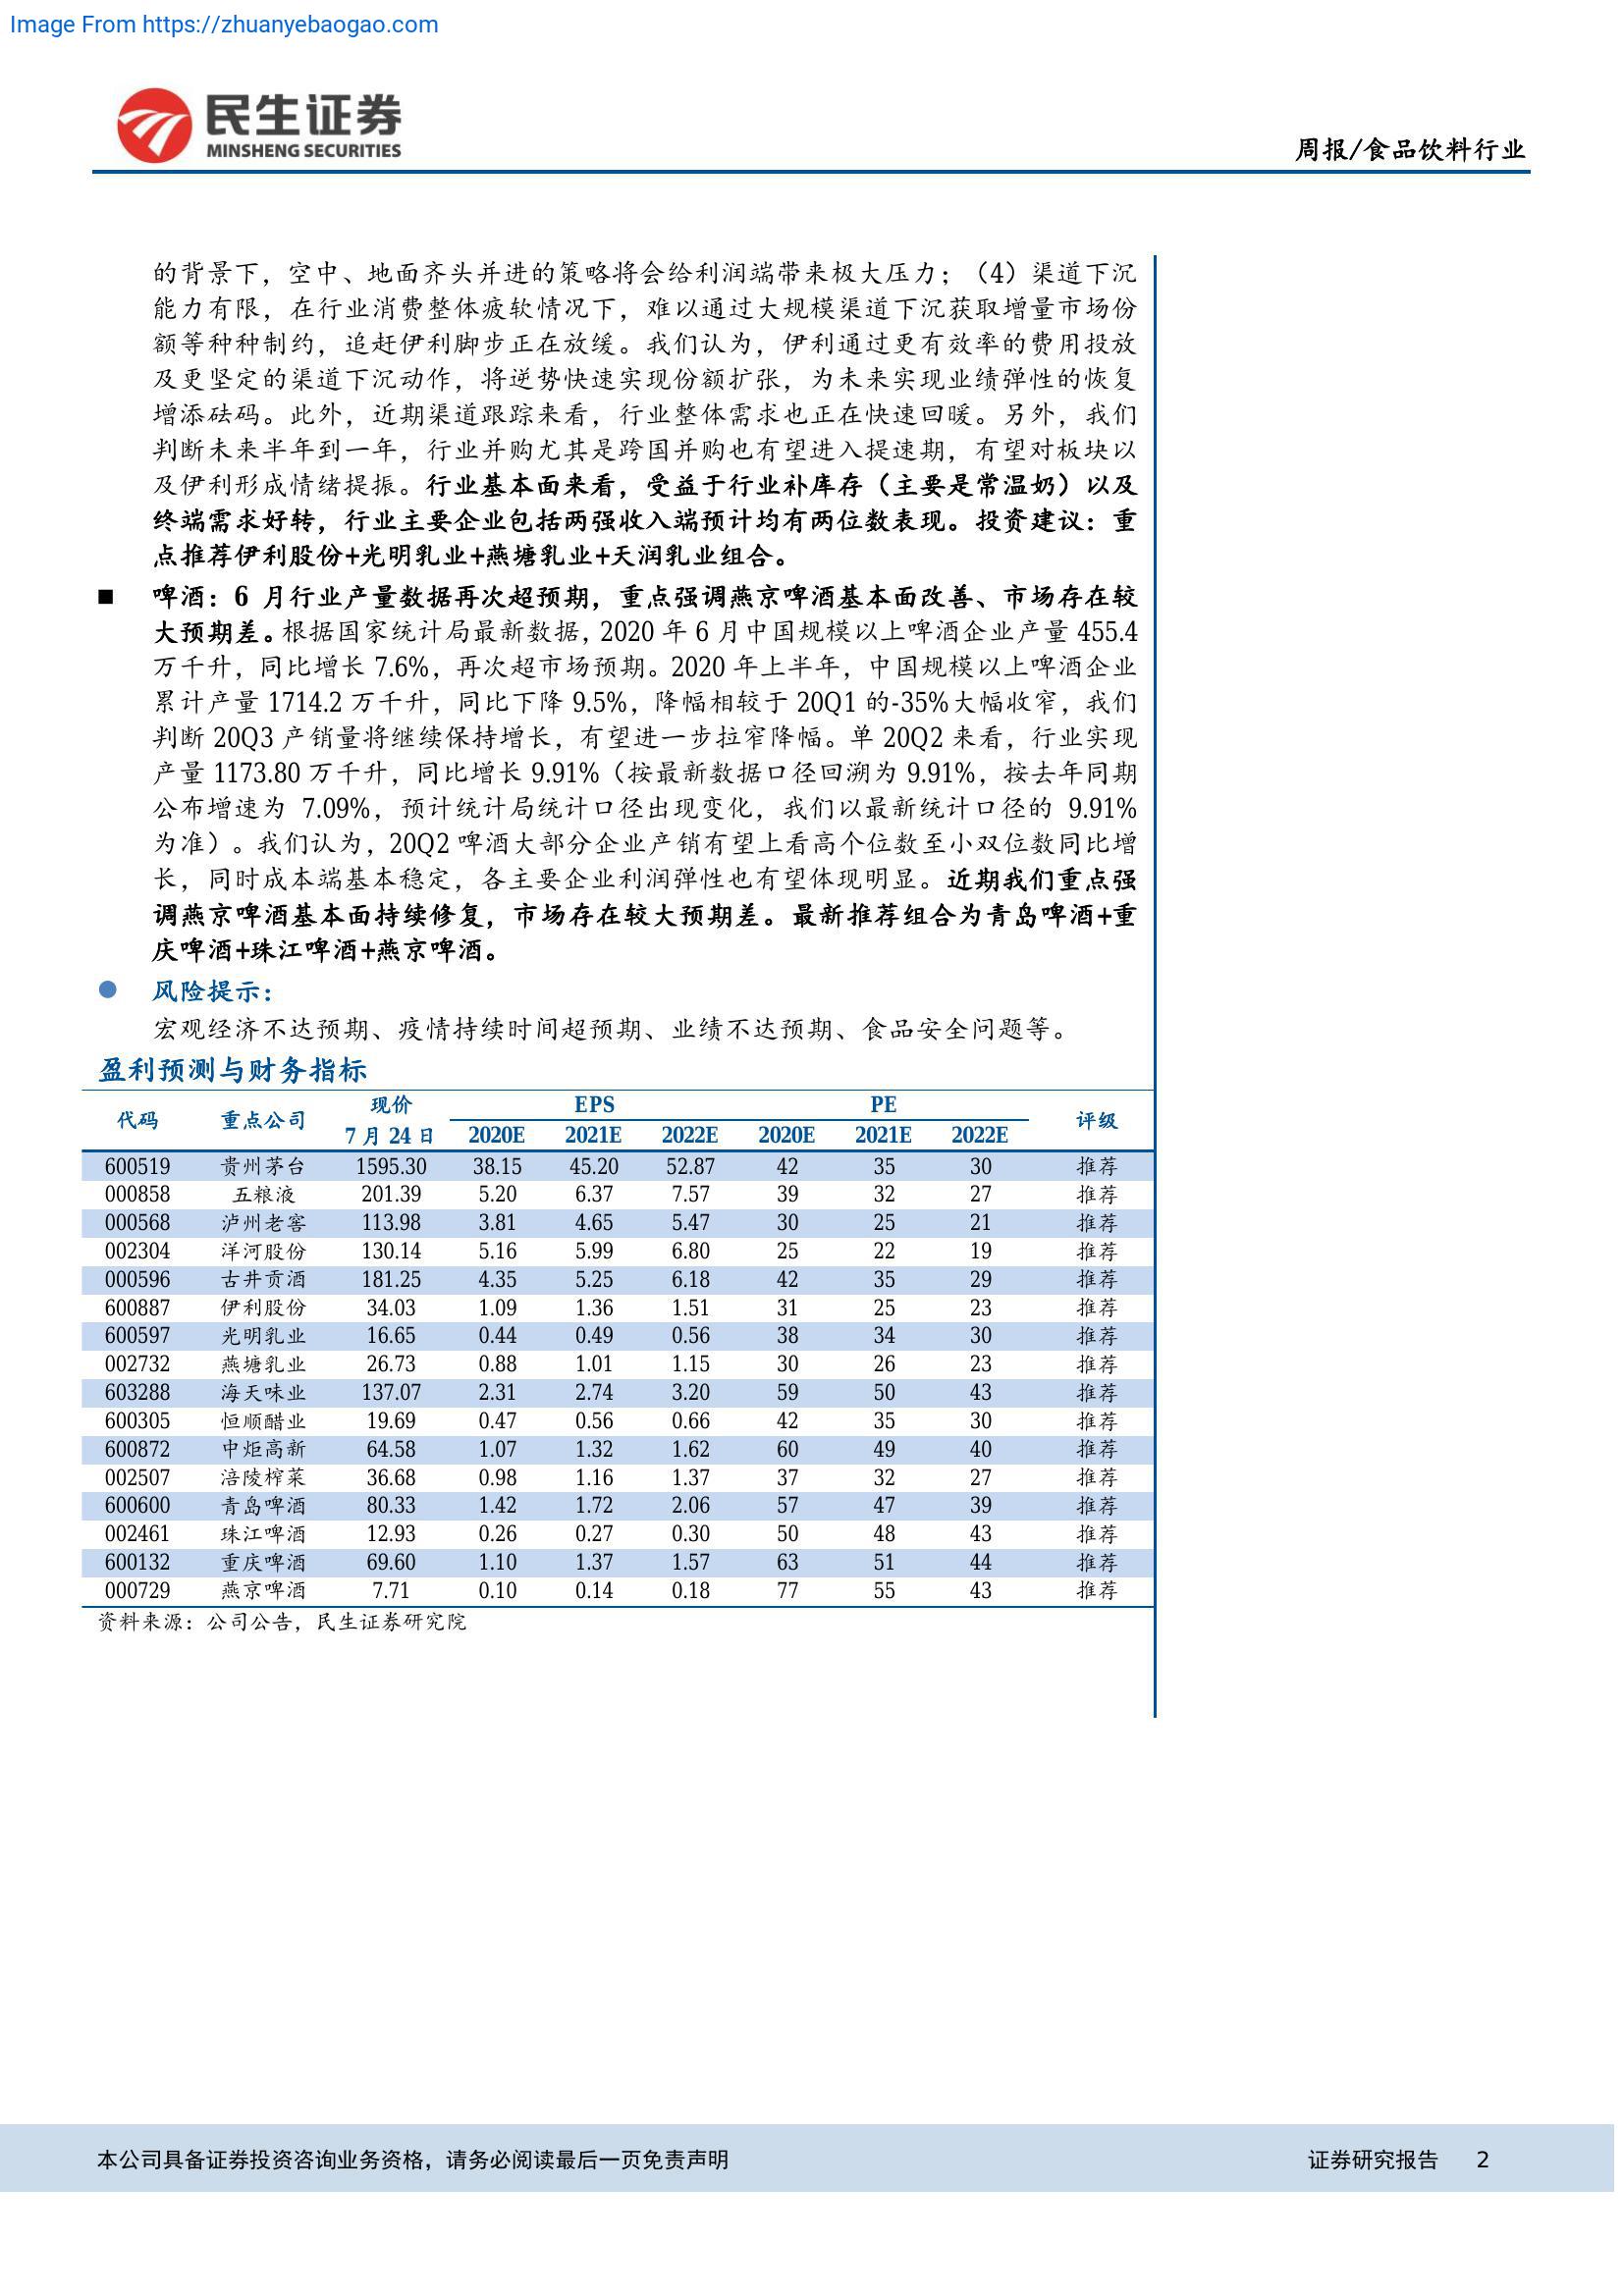 Image From https://zhuanyebaogao.com
民生证券
MINSHENG SECURITIES
周报/食品饮料行业
的背景下，空中、地面齐头并进的策略将会给利润端带来极大压力；（4）渠道下沉
能力有限，在行业消费整体疲软情况下，难以通过大规模渠道下沉获取增量市场份
额等种种制约，追赶伊利脚步正在放缓。我们认为，伊利通过更有效率的费用投放
及更坚定的渠道下沉动作，将逆势快速实现份额扩张，为未来实现业绩弹性的恢复
增添砝码。此外，近期渠道跟踪来看，行业整体需求也正在快速回暖。另外，我们
判断未来半年到一年，行业并购尤其是跨国并购也有望进入提速期，有望对板块以
及伊利形成情绪提振。行业基本面来看，受益于行业补库存（主要是常温奶）以及
终端需求好转，行业主要企业包括两强收入端预计均有两位数表现。投资建议：重
点推荐伊利股份+光明乳业+燕塘乳业+天润乳业组合。
■ 啤酒：6 月行业产量数据再次超预期，重点强调燕京啤酒基本面改善、市场存在较
大预期差。根据国家统计局最新数据，2020 年 6 月中国规模以上啤酒企业产量 455.4
万千升，同比增长 7.6%，再次超市场预期。2020 年上半年，中国规模以上啤酒企业
累计产量 1714.2 万千升，同比下降 9.5%，降幅相较于 20Q1 的-35%大幅收窄，我们
判断 20Q3 产销量将继续保持增长，有望进一步拉窄降幅。单 20Q2 来看，行业实现
产量 1173.80 万千升，同比增长 9.91%（按最新数据口径回溯为 9.91%，按去年同期
公布增速为 7.09%，预计统计局统计口径出现变化，我们以最新统计口径的 9.91%
为准）。我们认为，20Q2 啤酒大部分企业产销有望上看高个位数至小双位数同比增
长，同时成本端基本稳定，各主要企业利润弹性也有望体现明显。近期我们重点强
调燕京啤酒基本面持续修复，市场存在较大预期差。最新推荐组合为青岛啤酒+重
庆啤酒+珠江啤酒+燕京啤酒。
● 风险提示：
宏观经济不达预期、疫情持续时间超预期、业绩不达预期、食品安全问题等。
盈利预测与财务指标
代码 重点公司 现价 EPS PE 评级
7 月 24 日 2020E 2021E 2022E 2020E 2021E 2022E
600519 贵州茅台 1595.30 38.15 45.20 52.87 42 35 30 推荐
000858 五粮液 201.39 5.20 6.37 7.57 39 32 27 推荐
000568 泸州老窖 113.98 3.81 4.65 5.47 30 25 21 推荐
002304 洋河股份 130.14 5.16 5.99 6.80 25 22 19 推荐
000596 古井贡酒 181.25 4.35 5.25 6.18 42 35 29 推荐
600887 伊利股份 34.03 1.09 1.36 1.51 31 25 23 推荐
600597 光明乳业 16.65 0.44 0.49 0.56 38 34 30 推荐
002732 燕塘乳业 26.73 0.88 1.01 1.15 30 26 23 推荐
603288 海天味业 137.07 2.31 2.74 3.20 59 50 43 推荐
600305 恒顺醋业 19.69 0.47 0.56 0.66 42 35 30 推荐
600872 中炬高新 64.58 1.07 1.32 1.62 60 49 40 推荐
002507 涪陵榨菜 36.68 0.98 1.16 1.37 37 32 27 推荐
600600 青岛啤酒 80.33 1.42 1.72 2.06 57 47 39 推荐
002461 珠江啤酒 12.93 0.26 0.27 0.30 50 48 43 推荐
600132 重庆啤酒 69.60 1.10 1.37 1.57 63 51 44 推荐
000729 燕京啤酒 7.71 0.10 0.14 0.18 77 55 43 推荐
资料来源：公司公告，民生证券研究院
本公司具备证券投资咨询业务资格，请务必阅读最后一页免责声明
证券研究报告 2